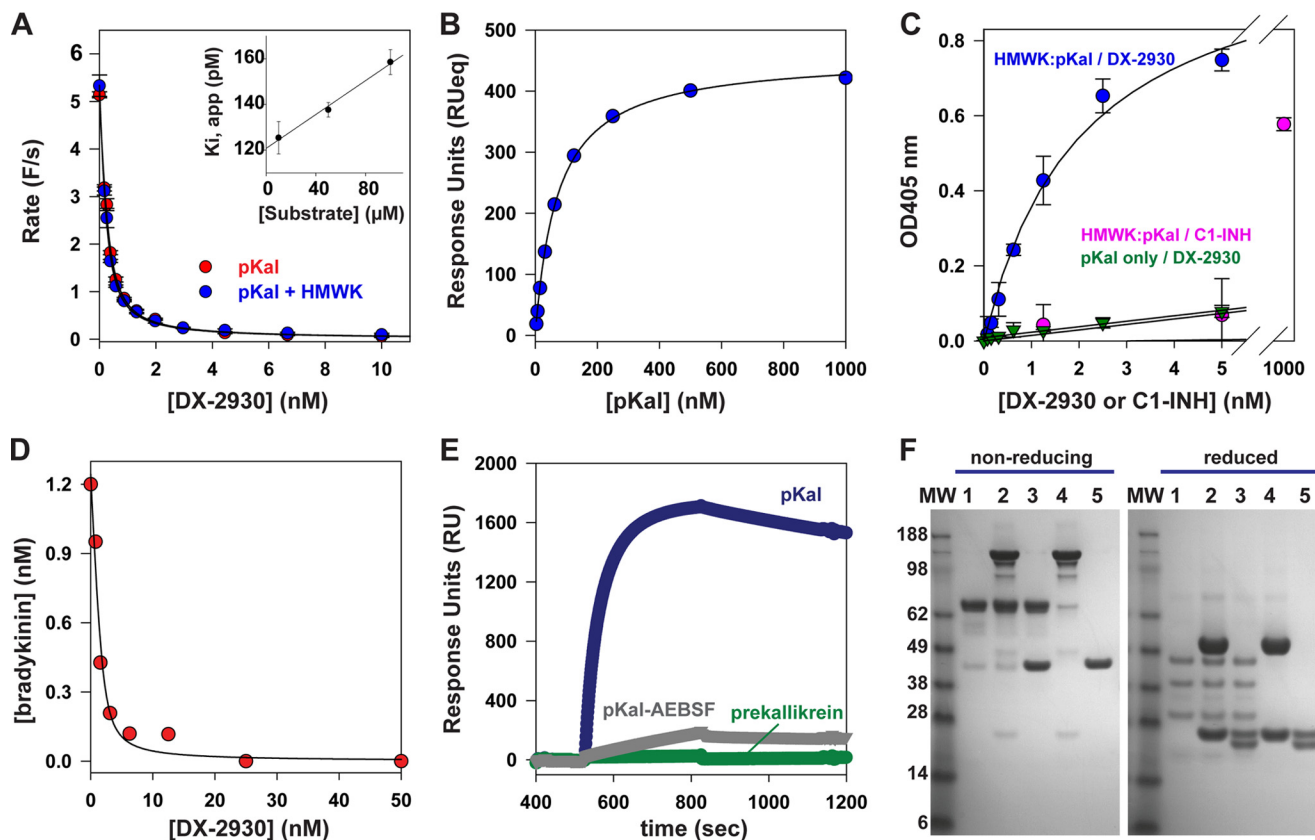 A
Rate (F/s)
6
5
4
3
2
1
0
0 2 4 6 8 10
[DX-2930] (nM)
Ki, app (pM)
160
140
120
0 40 80
[Substrate] (µM)
pKal
pKal + HMWK
B
Response Units (RUeq)
500
400
300
200
100
0
0 200 400 600 800 1000
[pKal] (nM)
C
OD405 nm
0.8
0.6
0.4
0.2
0.0
HMWK:pKal / DX-2930
HMWK:pKal / C1-INH
pKal only / DX-2930
0 1 2 3 4 5 1000
[DX-2930 or C1-INH] (nM)
D
[bradykinin] (nM)
1.2
0.9
0.6
0.3
0.0
0 10 20 30 40 50
[DX-2930] (nM)
E
Response Units (RU)
2000
1600
1200
800
400
0
pKal
pKal-AEBSF
prekallikrein
400 600 800 1000 1200
time (sec)
F
non-reducing
reduced
MW 1 2 3 4 5
MW 1 2 3 4 5
188
98
62
49
38
28
14
6